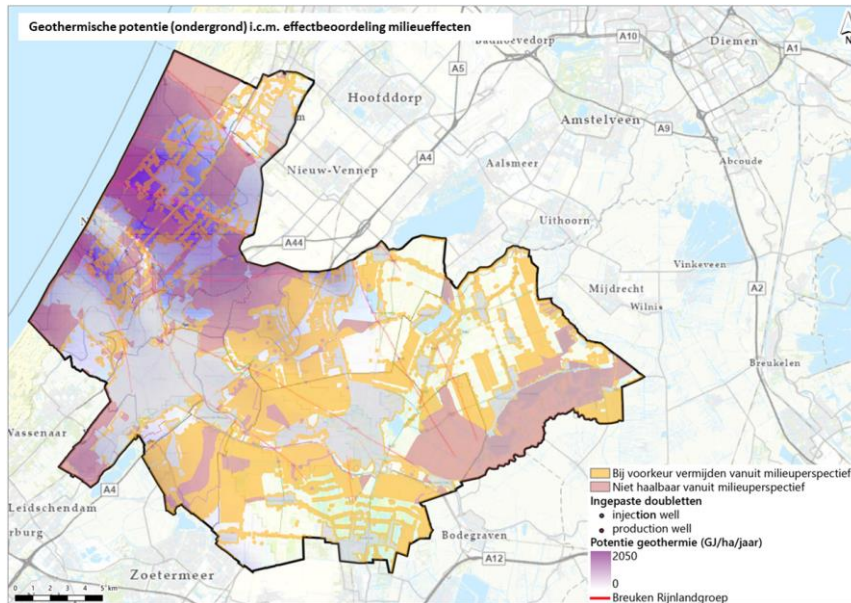 Geothermische potentie (ondergrond) i.c.m. effectbeoordeling milieueffecten
Badhoevedorp
A10
Diemen
A1
N
A5
Hoofddorp
Amstelveen
A9
A4
Nieuw-Vennep
Aalsmeer
Abcoude
A44
Uithoorn
Vinkeveen
Mijdrecht
Wilnis
A2
Breukelen
Wassenaar
A4
Leidschendam
Zoetermeer
Bodegraven
A12
Bij voorkeur vermijden vanuit milieuperspectief
Niet haalbaar vanuit milieuperspectief
Ingepaste doubletten
injection well
production well
Potentie geothermie (GJ/ha/jaar)
2050
0
Breuken Rijnlandgroep
0 1 2 3 4 5 km